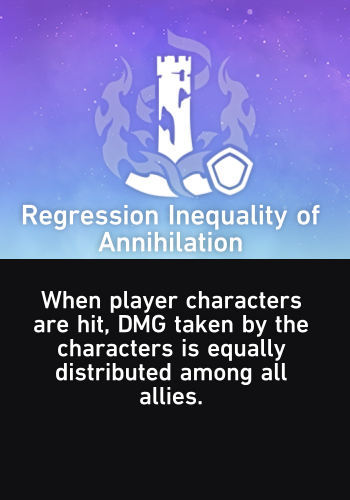 Regression Inequality of
Annihilation
When player characters
are hit, DMG taken by the
characters is equally
distributed among all
allies.